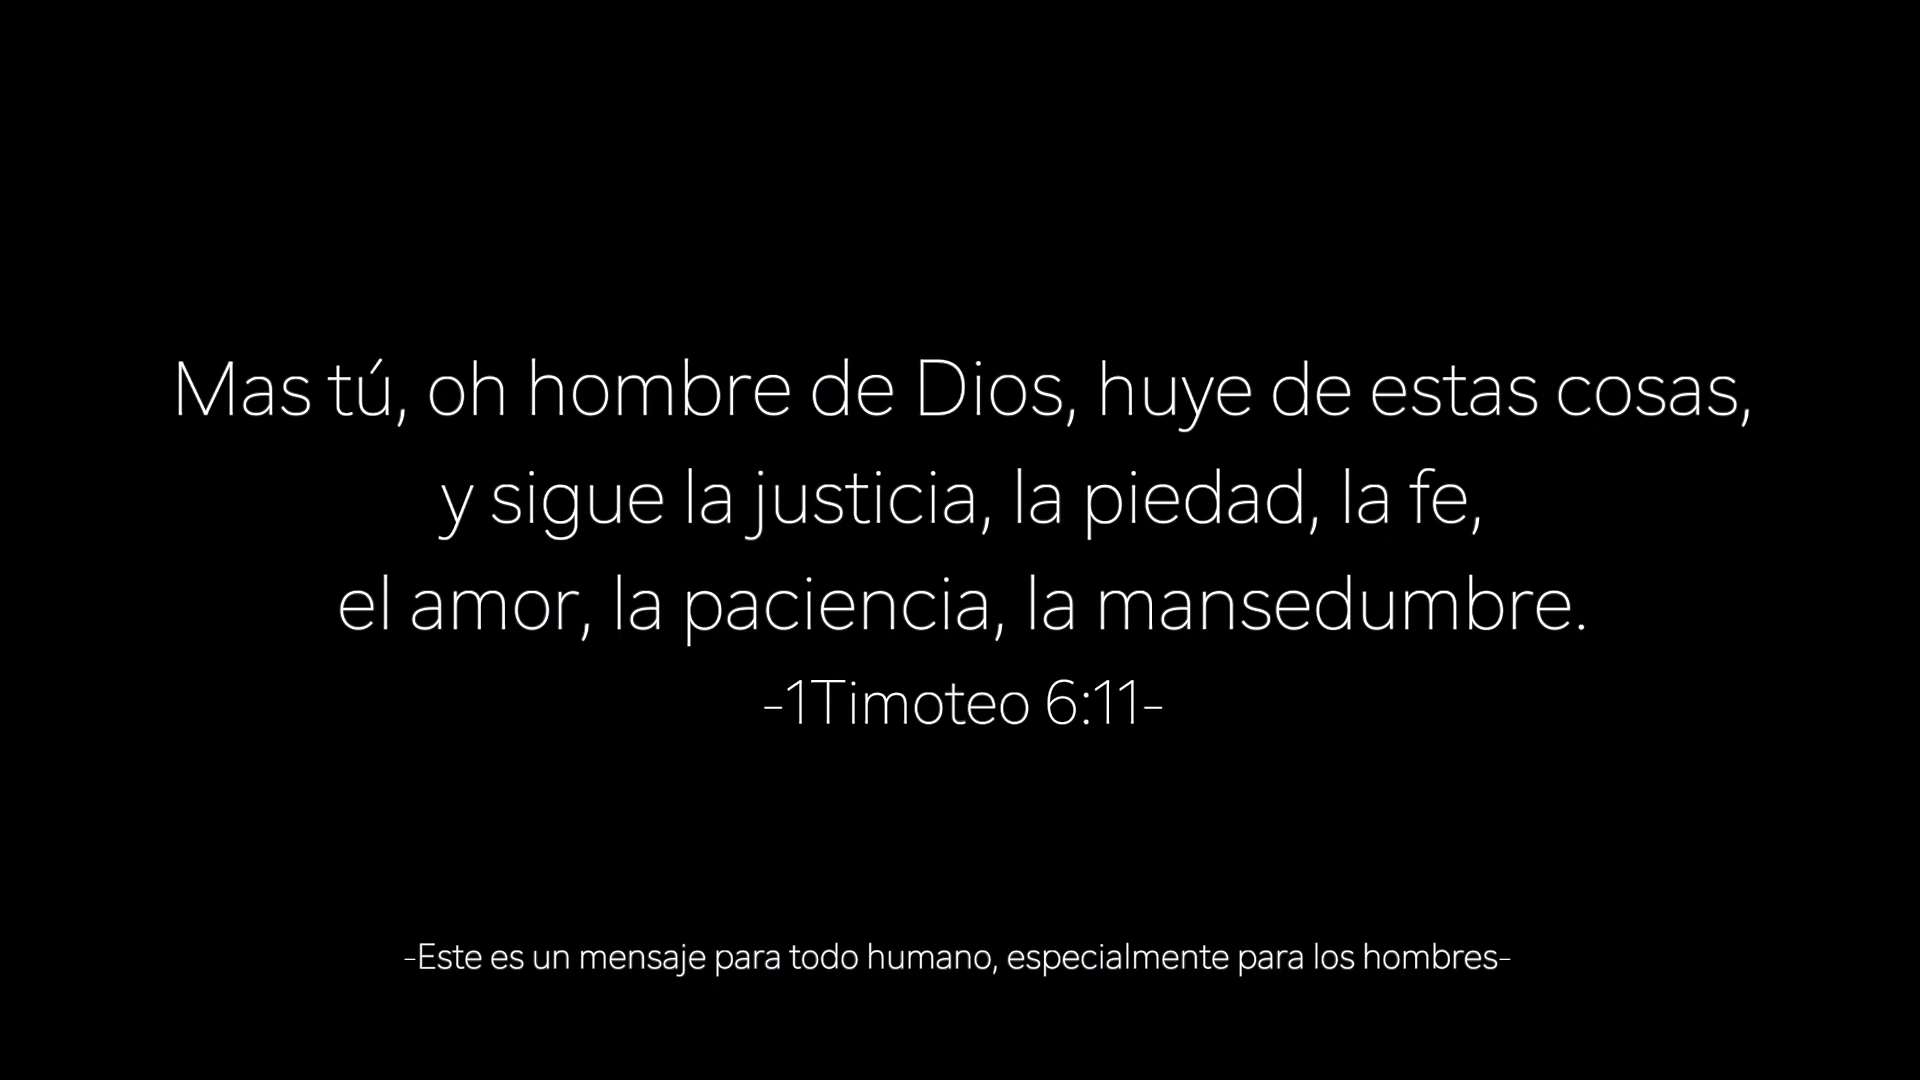 Mas tú, oh hombre de Dios, huye de estas cosas,
y sigue la justicia, la piedad, la fe,
el amor, la paciencia, la mansedumbre.
-1Timoteo 6:11-
-Este es un mensaje para todo humano, especialmente para los hombres-